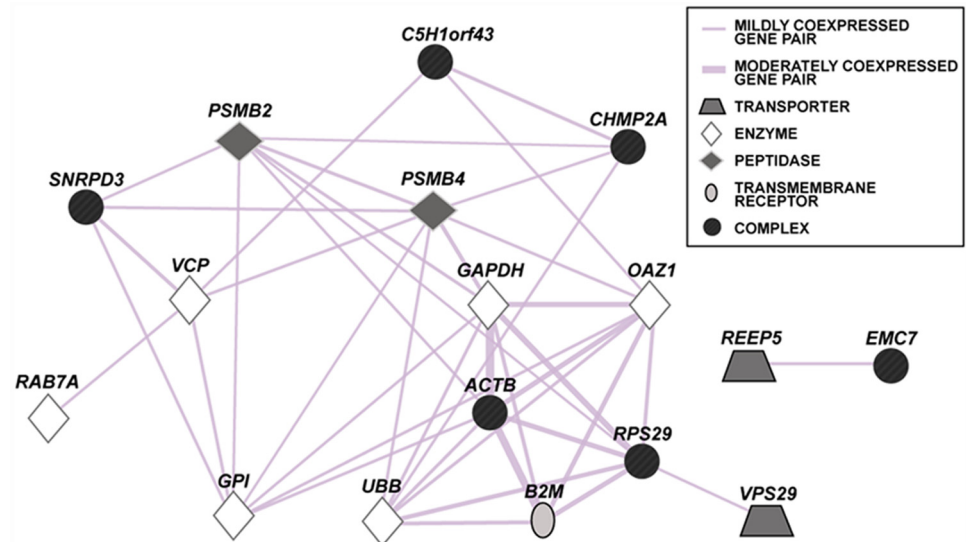 C5H1orf43
PSMB2
CHMP2A
SNRPD3
PSMB4
VCP
GAPDH
OAZ1
REEP5
EMC7
RAB7A
ACTB
RPS29
GPI
UBB
B2M
VPS29
MILDLY COEXPRESSED
GENE PAIR
MODERATELY COEXPRESSED
GENE PAIR
TRANSPORTER
ENZYME
PEPTIDASE
TRANSMEMBRANE
RECEPTOR
COMPLEX